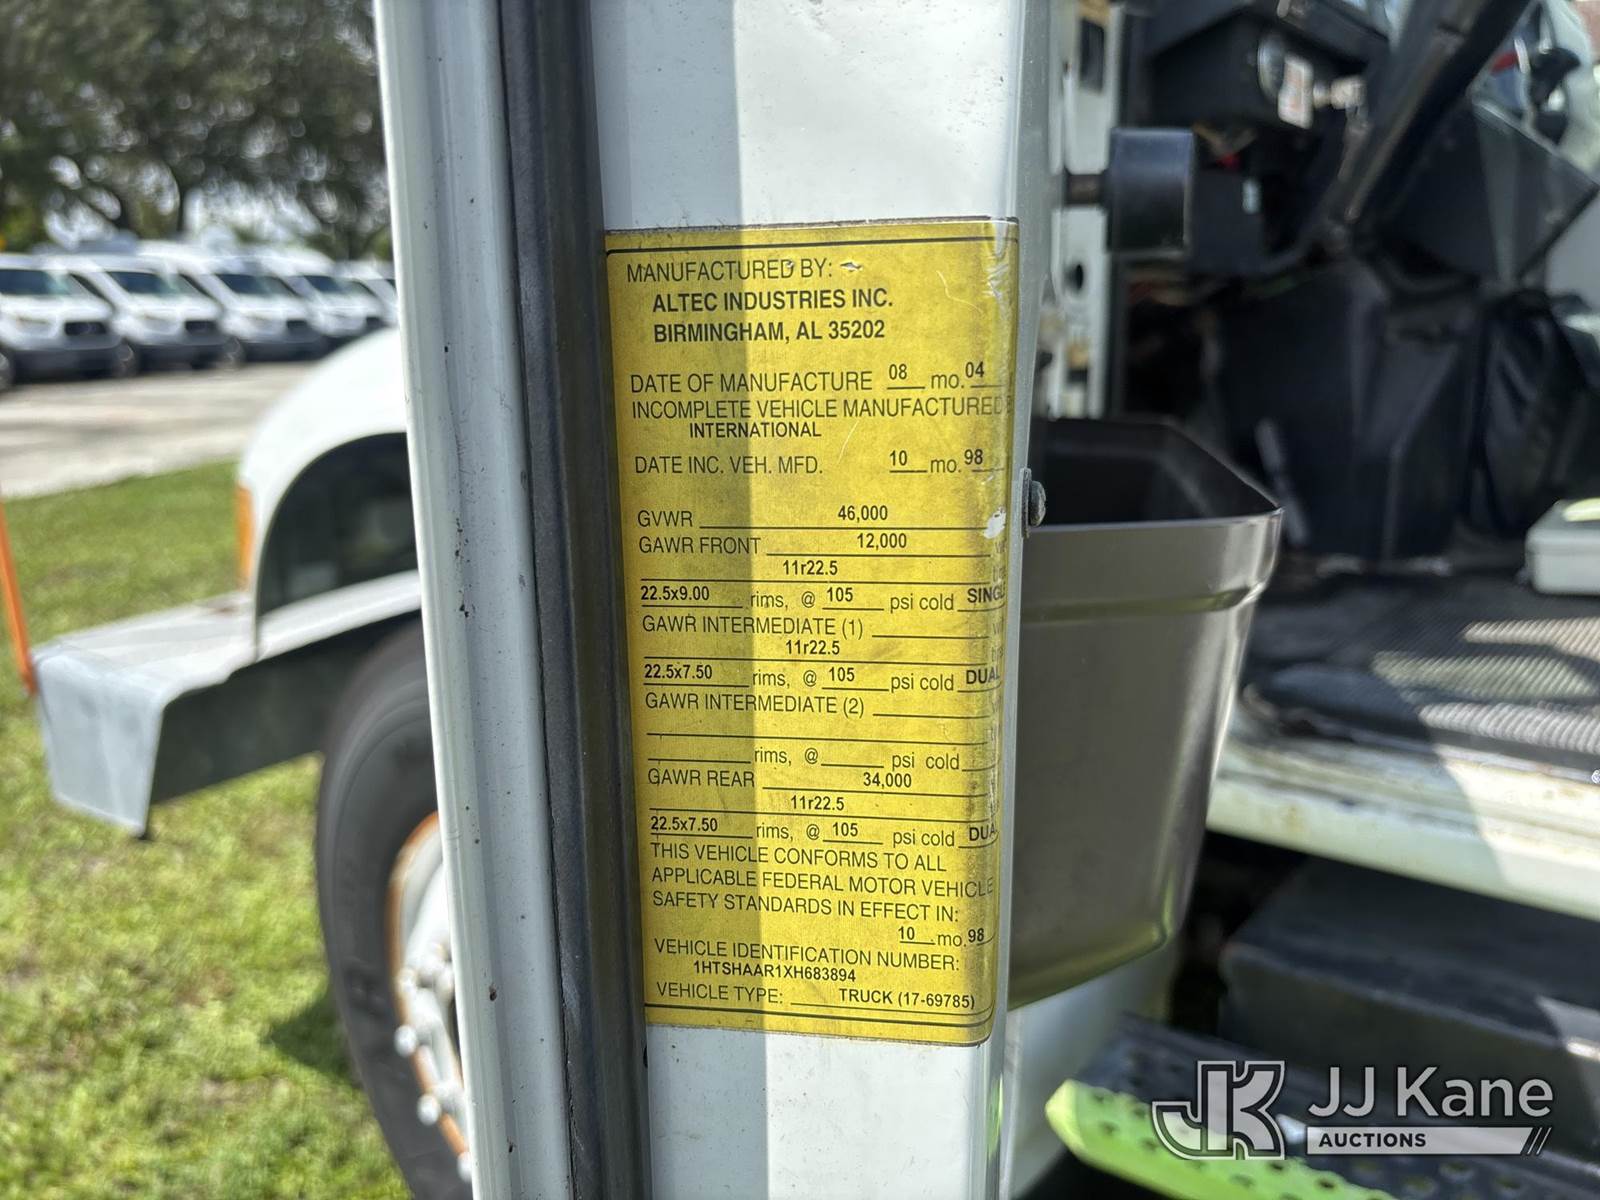 MANUFACTURED BY:
ALTEC INDUSTRIES INC.
BIRMINGHAM, AL 35202
DATE OF MANUFACTURE 08 mo. 04
INCOMPLETE VEHICLE MANUFACTURED
INTERNATIONAL
DATE INC. VEH. MFD. 10 mo. 98
GVWR 46,000
GAWR FRONT 12,000
11r22.5
22.5x9.00 rims, @ 105 psi cold SINGL
GAWR INTERMEDIATE (1)
11r22.5
22.5x7.50 rims, @ 105 psi cold DUAL
GAWR INTERMEDIATE (2)
rims, @ psi cold
GAWR REAR 34,000
11r22.5
22.5x7.50 rims, @ 105 psi cold DUAL
THIS VEHICLE CONFORMS TO ALL
APPLICABLE FEDERAL MOTOR VEHICLE
SAFETY STANDARDS IN EFFECT IN:
10 mo. 98
VEHICLE IDENTIFICATION NUMBER:
1HTSHAAR1XH683894
VEHICLE TYPE: TRUCK (17-69785)
JK JJ Kane
AUCTIONS